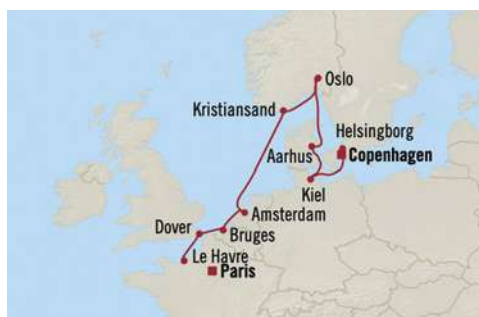 Oslo
Kristiansand
Helsingborg
Aarhus
Copenhagen
Kiel
Amsterdam
Dover
Bruges
Le Havre
Paris